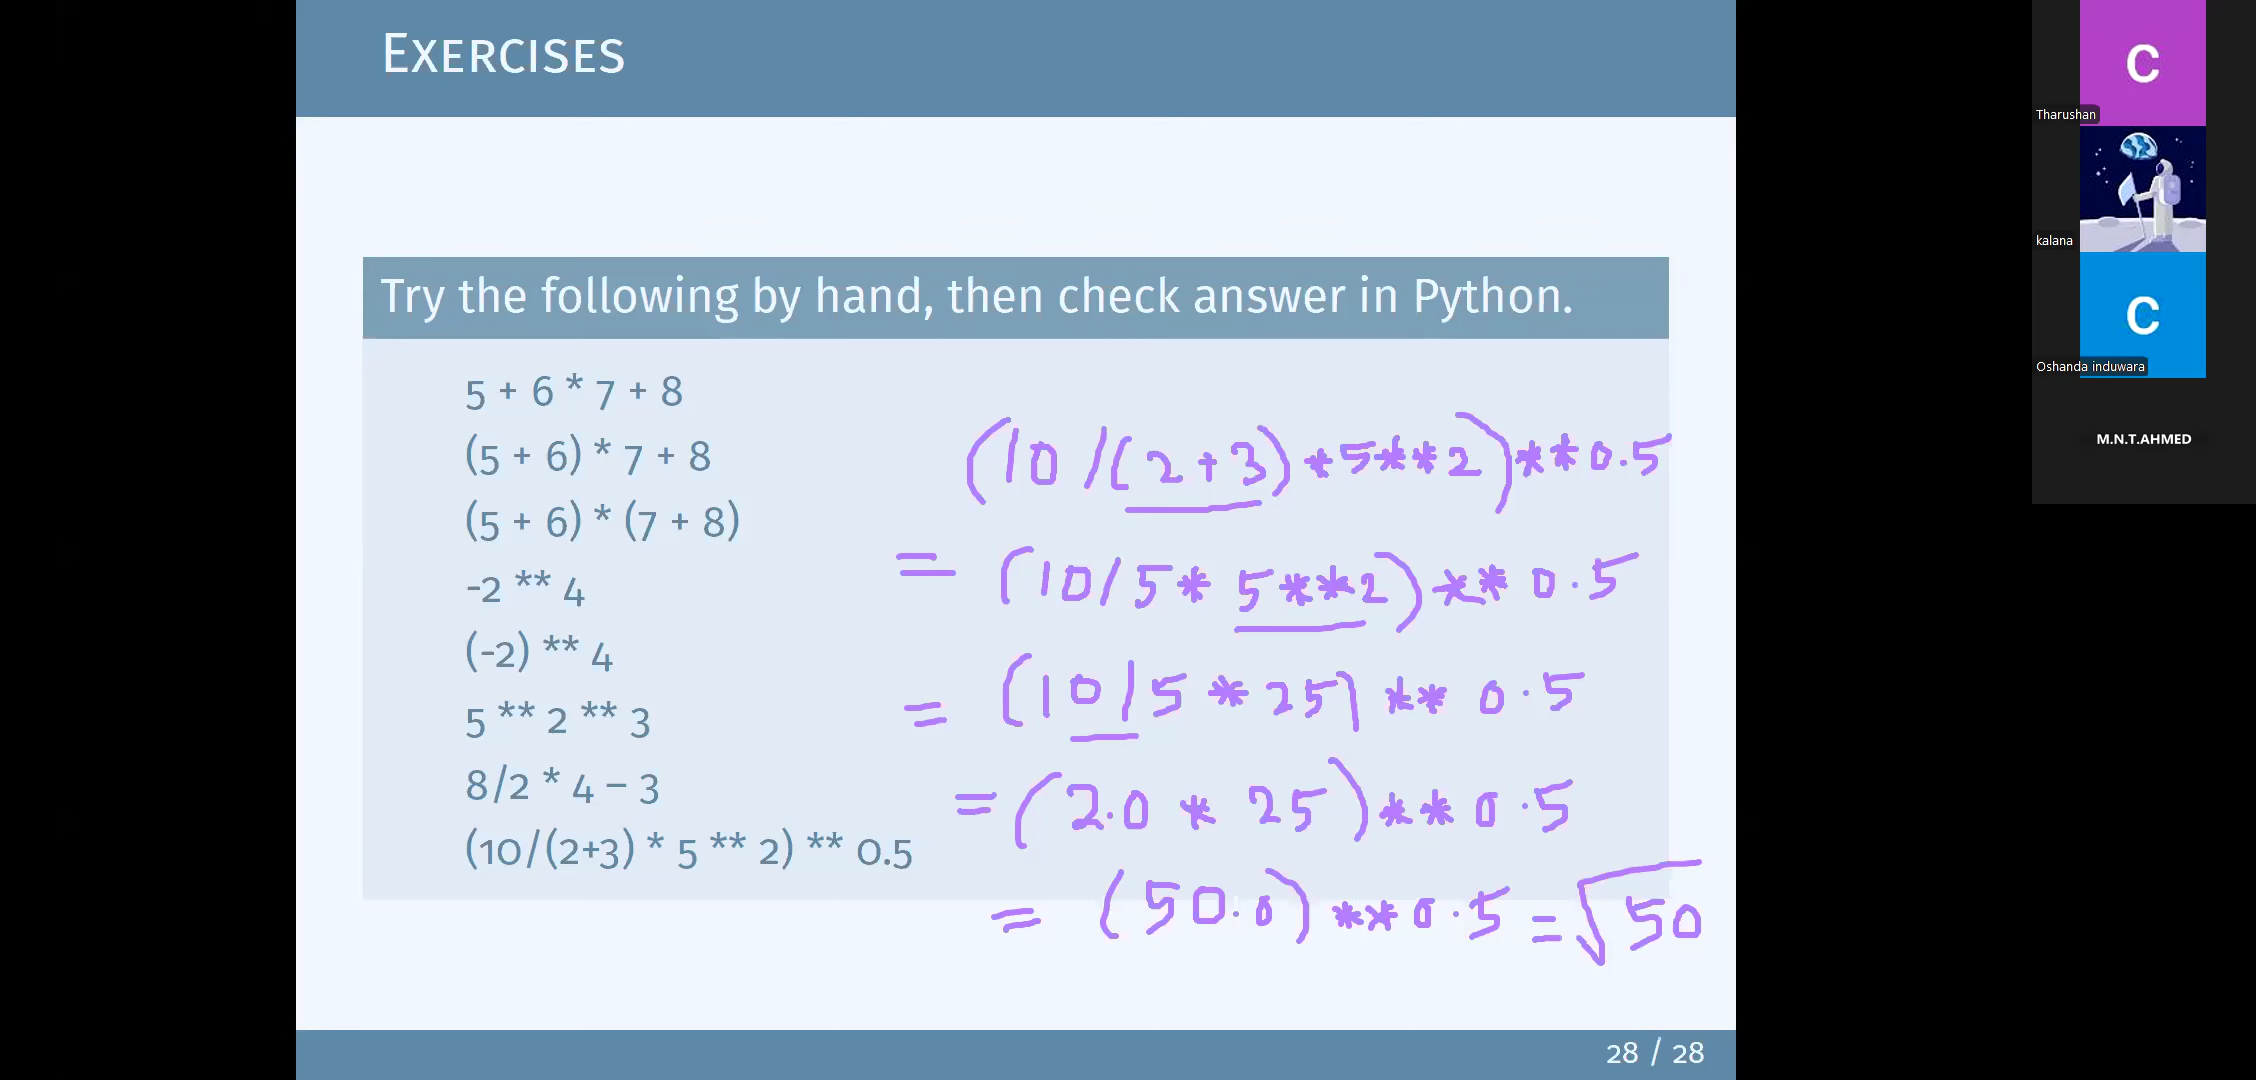 EXERCISES
Try the following by hand, then check answer in Python.
5 + 6 * 7 + 8
(5 + 6) * 7 + 8
(5 + 6) * (7 + 8)
-2 ** 4
(-2) ** 4
5 ** 2 ** 3
8/2 * 4 – 3
(10/(2+3) * 5 ** 2) ** 0.5
(10/(2+3)*5**2)**0.5
= (10/5*5**2)**0.5
= (10/5*25)**0.5
= (2.0*25)**0.5
= (50.0)**0.5 = √50
28 / 28
C
Tharushan
kalana
C
Oshanda induwara
M.N.T.AHMED